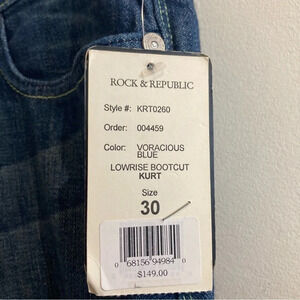 ROCK & REPUBLIC
Style #: KRT0260
Order: 004459
Color: VORACIOUS
BLUE
LOWRISE BOOTCUT
KURT
Size
30
0 68156 94984 0
$149.00